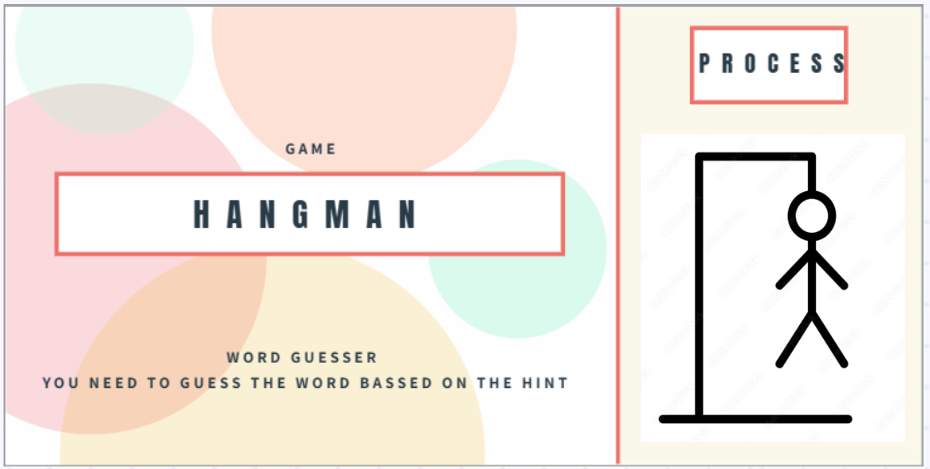 GAME
HANGMAN
WORD GUESSER
YOU NEED TO GUESS THE WORD BASSED ON THE HINT
PROCESS